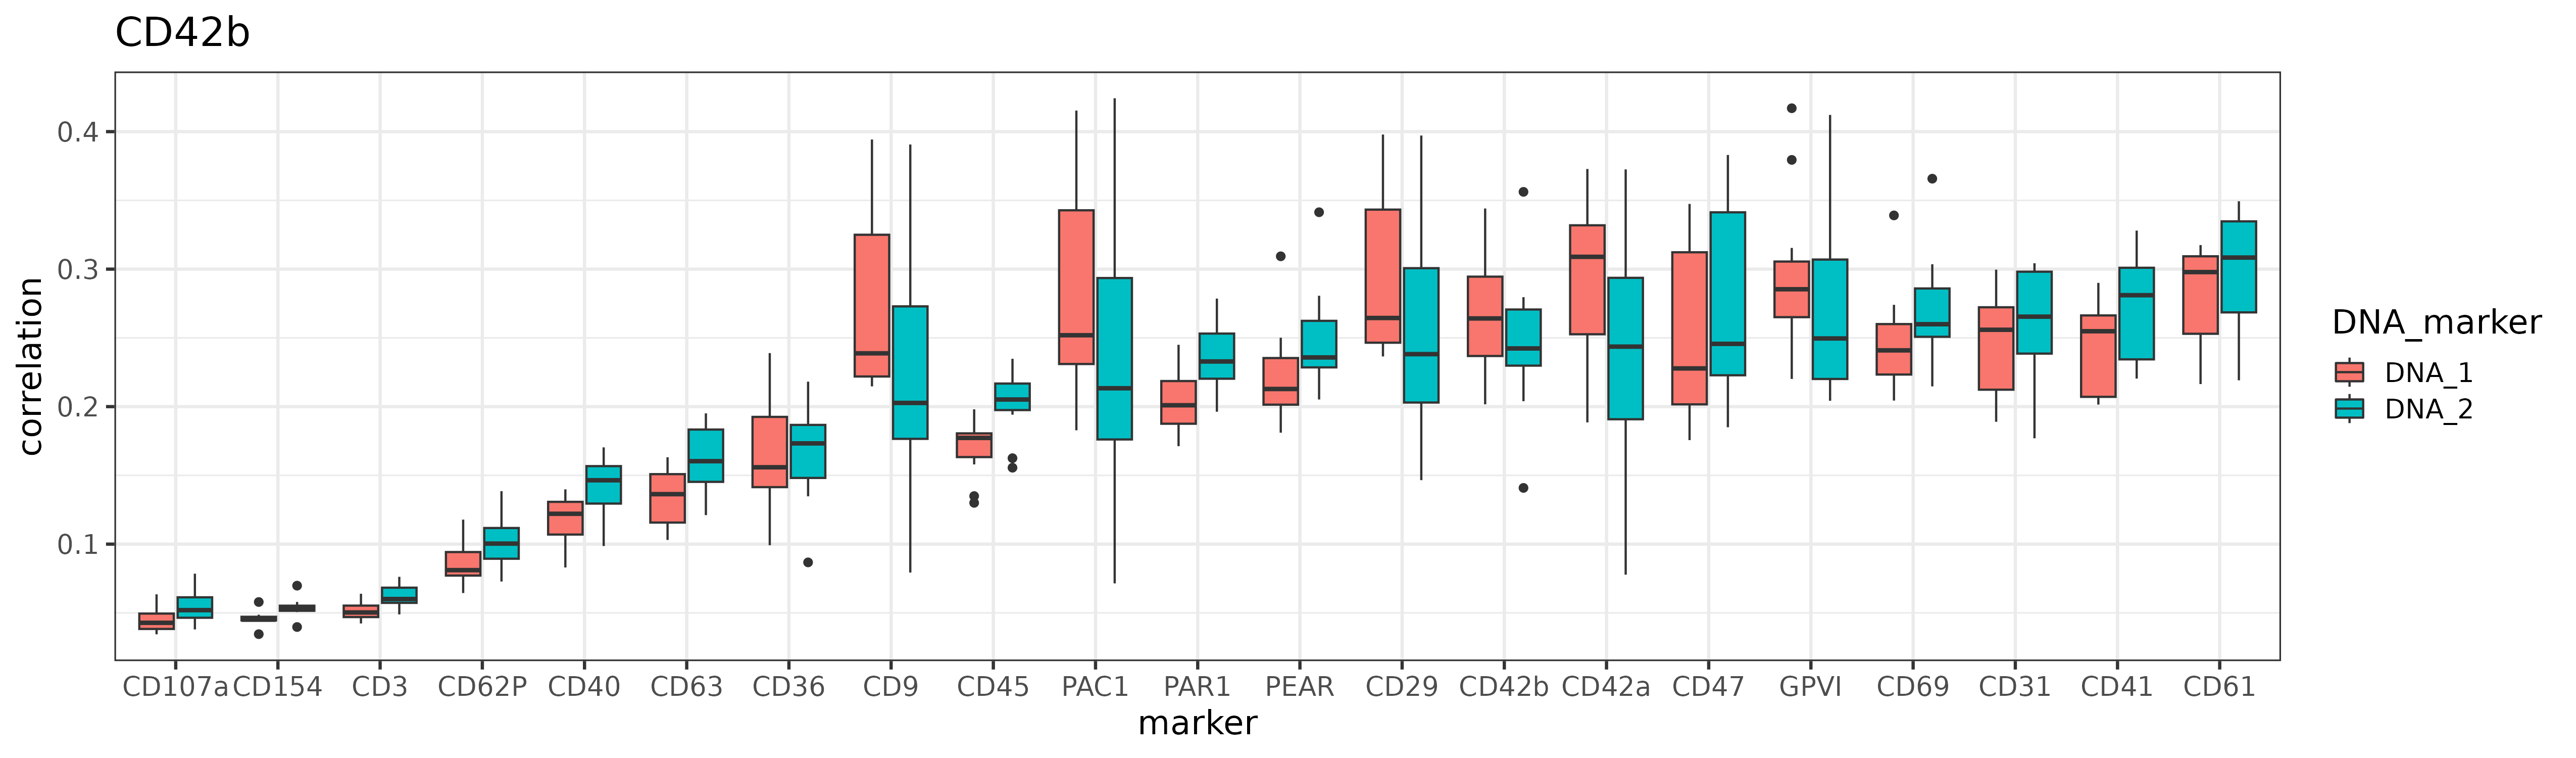 CD42b
0.4
0.3
0.2
0.1
correlation
CD107a CD154 CD3 CD62P CD40 CD63 CD36 CD9 CD45 PAC1 PAR1 PEAR CD29 CD42b CD42a CD47 GPVI CD69 CD31 CD41 CD61
marker
DNA_marker
DNA_1
DNA_2